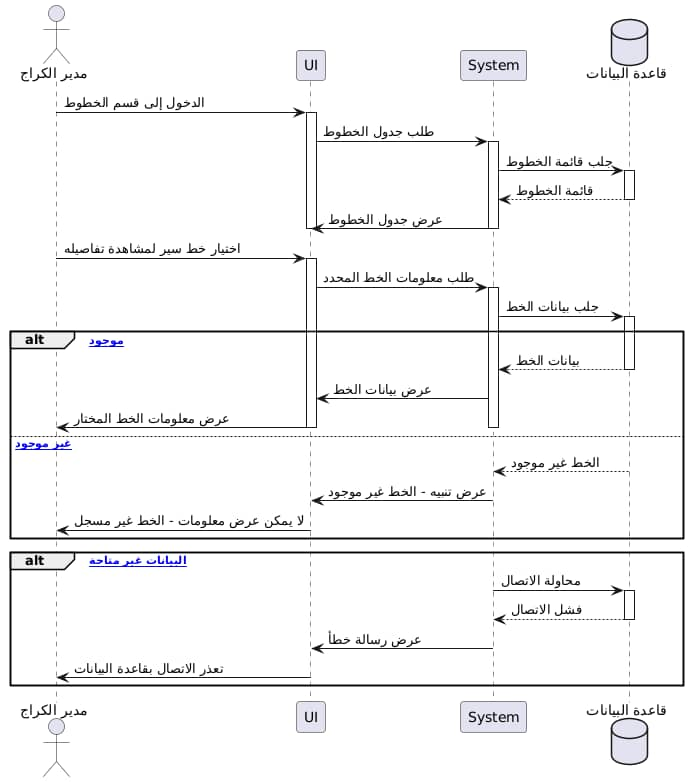 مدير الكراج
UI
System
قاعدة البيانات
الدخول إلى قسم الخطوط
طلب جدول الخطوط
جلب قائمة الخطوط
قائمة الخطوط
عرض جدول الخطوط
اختيار خط سير لمشاهدة تفاصيله
طلب معلومات الخط المحدد
جلب بيانات الخط
alt
موجود
بيانات الخط
عرض بيانات الخط
عرض معلومات الخط المختار
غير موجود
الخط غير موجود
عرض تنبيه - الخط غير موجود
لا يمكن عرض معلومات - الخط غير مسجل
alt
البيانات غير متاحة
محاولة الاتصال
فشل الاتصال
عرض رسالة خطأ
تعذر الاتصال بقاعدة البيانات
مدير الكراج
UI
System
قاعدة البيانات